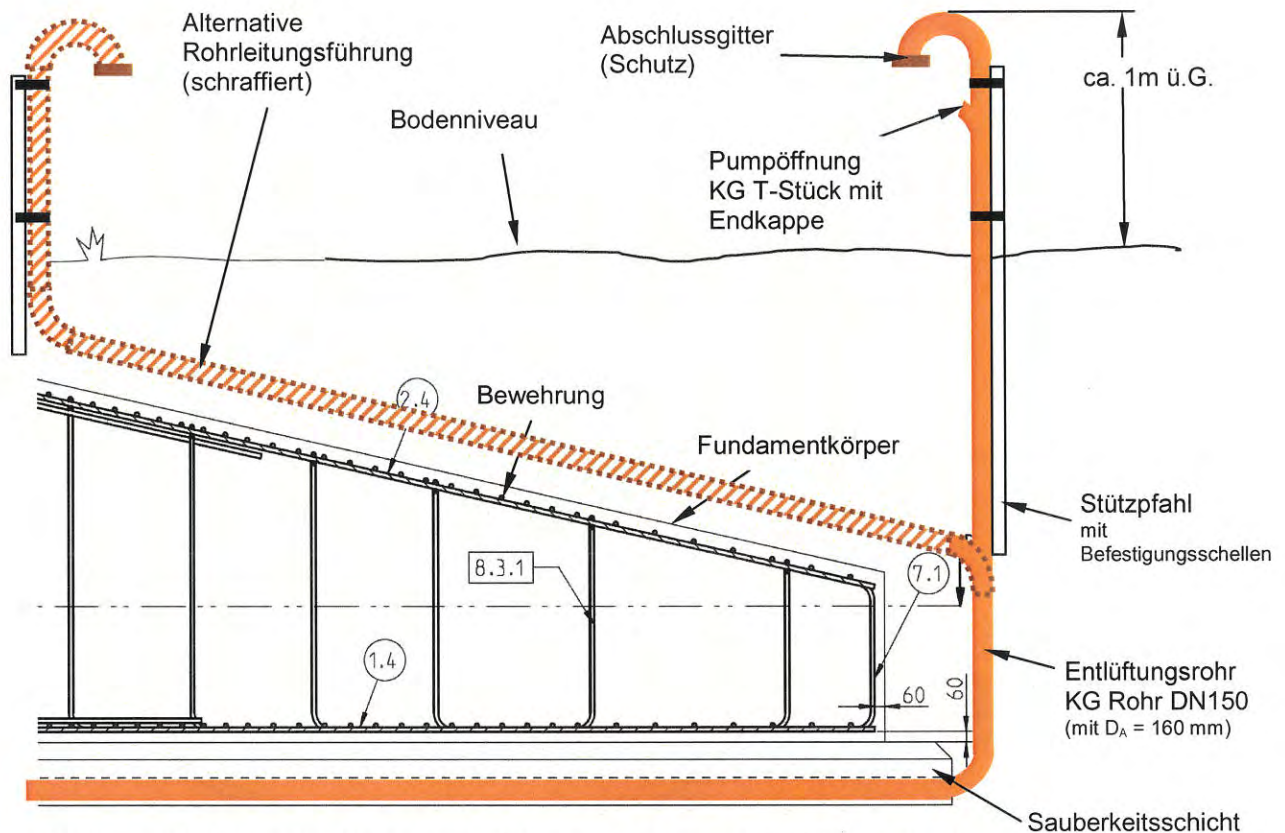 Alternative
Rohrleitungsführung
(schraffiert)
Abschlussgitter
(Schutz)
ca. 1m ü.G.
Bodenniveau
Pumpöffnung
KG T-Stück mit
Endkappe
2.4
Bewehrung
Fundamentkörper
Stützpfahl
mit
Befestigungsschellen
8.3.1
7.1
1.4
60
60
Entlüftungsrohr
KG Rohr DN150
(mit DA = 160 mm)
Sauberkeitsschicht